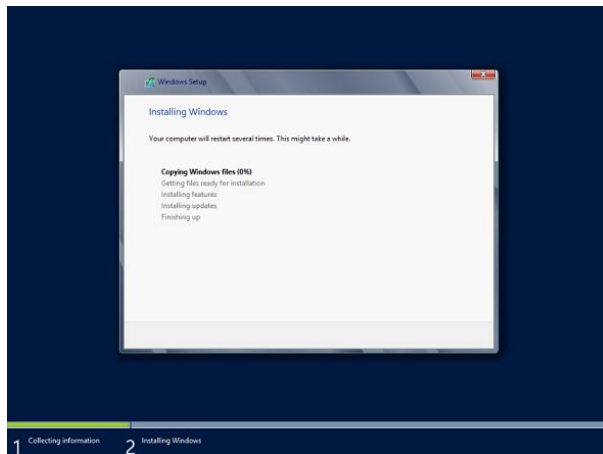 Windows Setup
Installing Windows
Your computer will restart several times. This might take a while.
Copying Windows files (0%)
Getting files ready for installation
Installing features
Installing updates
Finishing up
1 Collecting information
2 Installing Windows